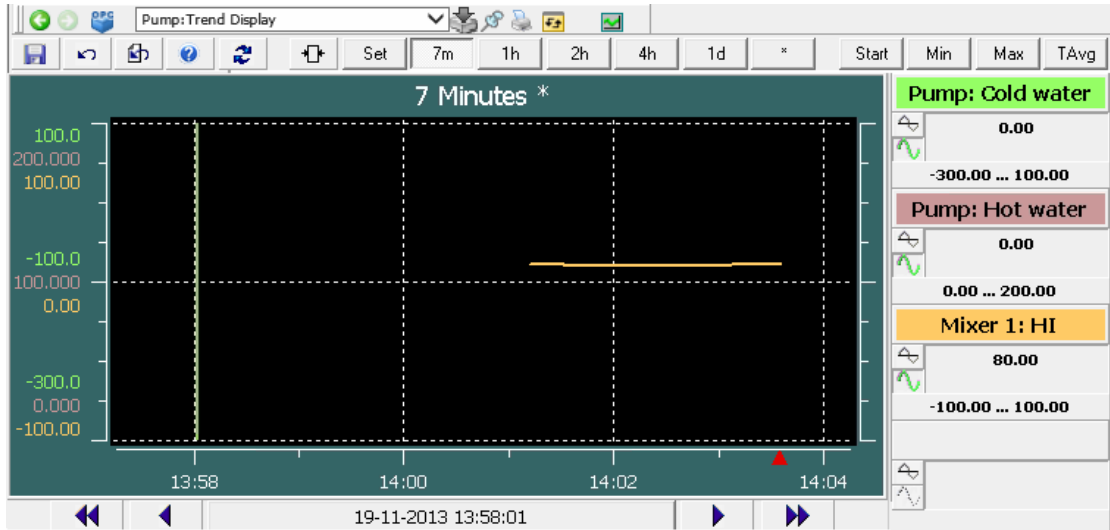 OPC Pump:Trend Display
Set 7m 1h 2h 4h 1d * Start Min Max TAvg
7 Minutes *
100.0
200.000
100.00
-100.0
100.000
0.00
-300.0
0.000
-100.00
13:58 14:00 14:02 14:04
19-11-2013 13:58:01
Pump: Cold water
0.00
-300.00 ... 100.00
Pump: Hot water
0.00
0.00 ... 200.00
Mixer 1: HI
80.00
-100.00 ... 100.00